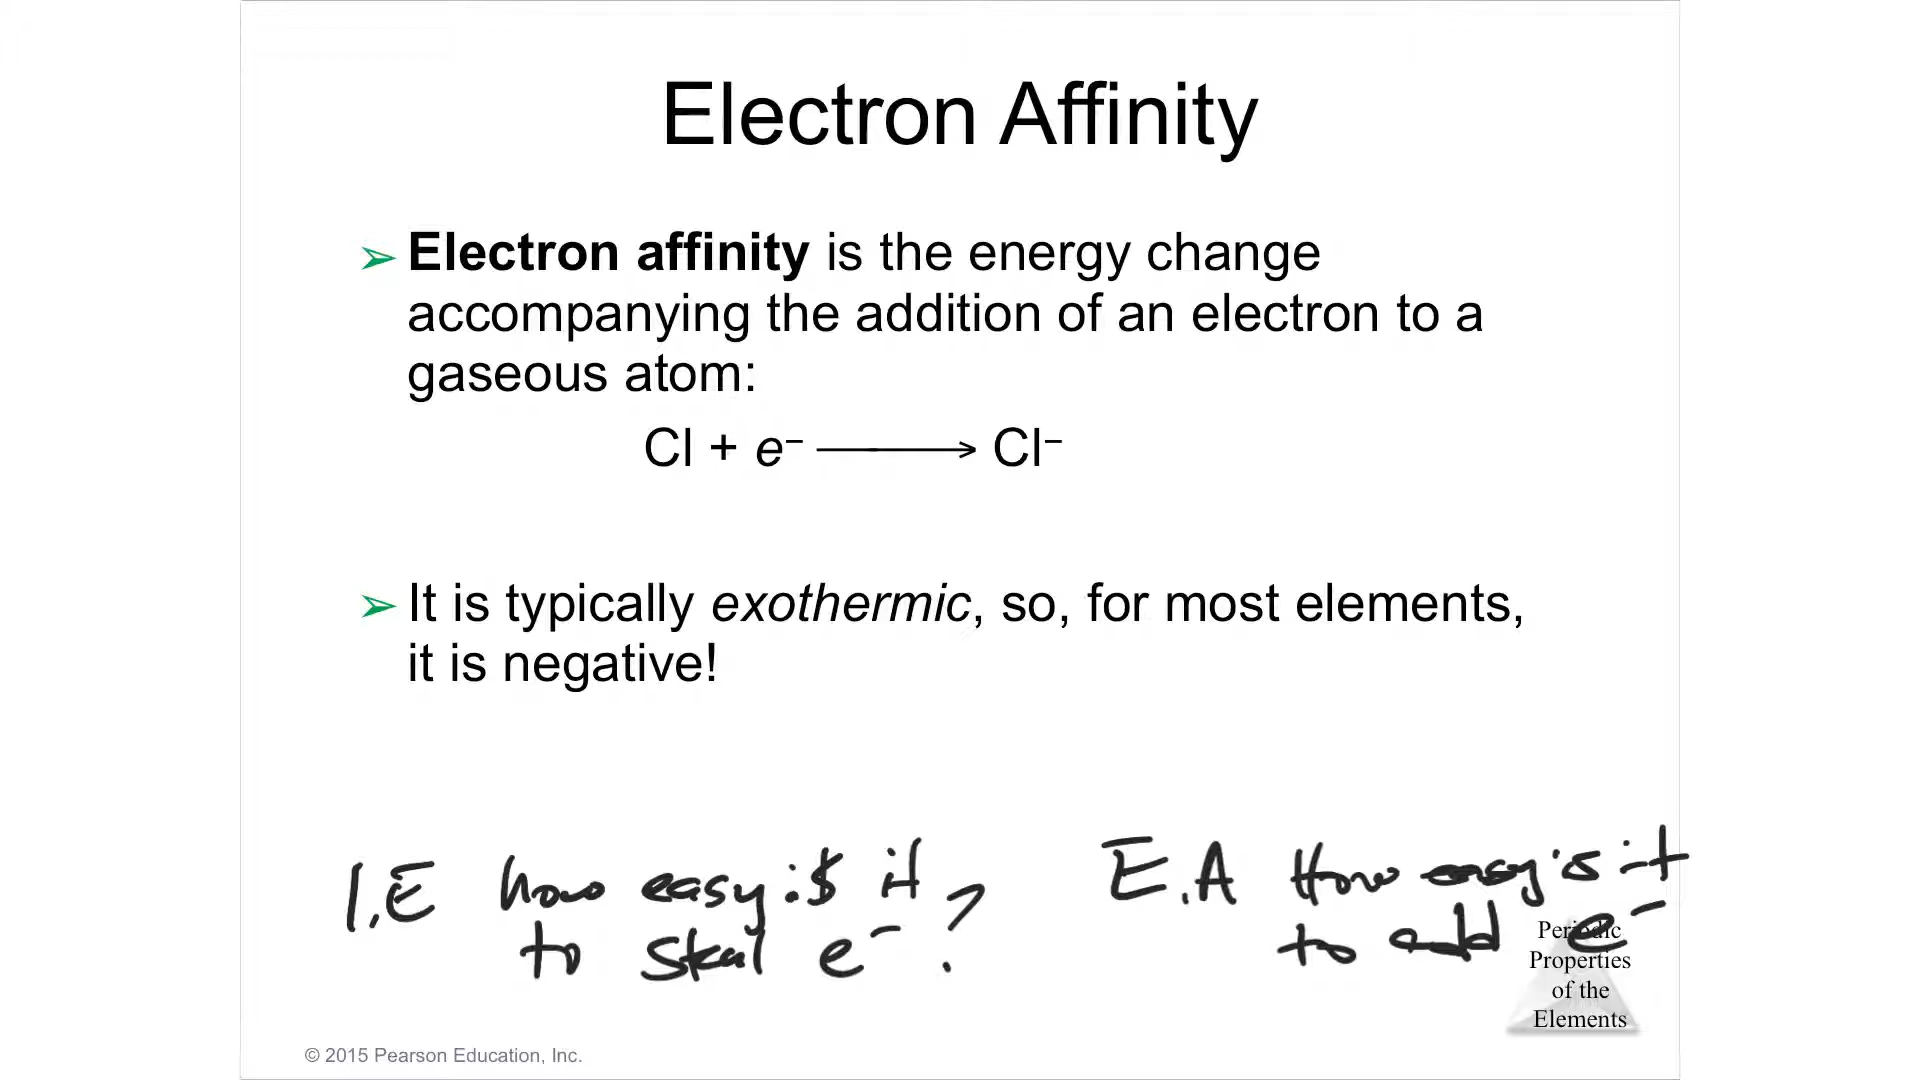 Electron Affinity
➢ Electron affinity is the energy change
accompanying the addition of an electron to a
gaseous atom:
Cl + e⁻ ⟶ Cl⁻
➢ It is typically exothermic, so, for most elements,
it is negative!
I.E how easy is it
to steal e⁻ ?
E.A How easy is it
to add e⁻
Periodic
Properties
of the
Elements
© 2015 Pearson Education, Inc.